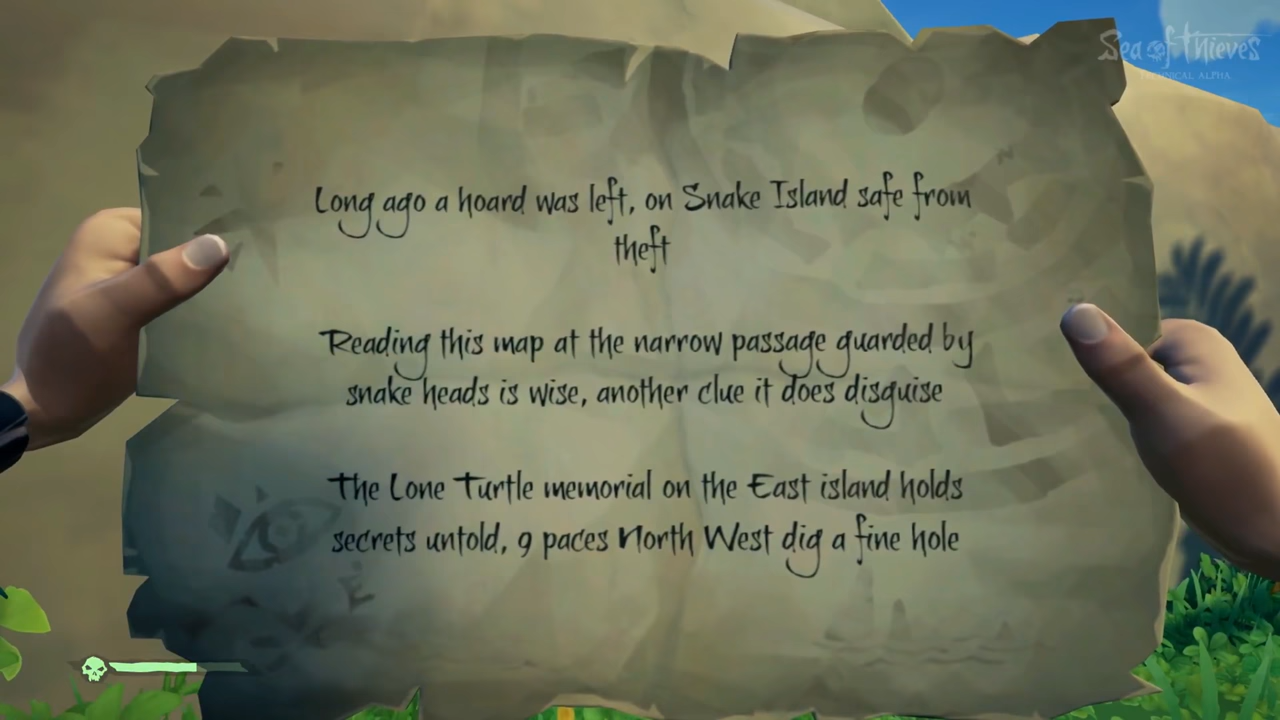 Sea of Thieves
TECHNICAL ALPHA
Long ago a hoard was left, on Snake Island safe from
theft
Reading this map at the narrow passage guarded by
snake heads is wise, another clue it does disguise
The Lone Turtle memorial on the East island holds
secrets untold, 9 paces North West dig a fine hole
N
E